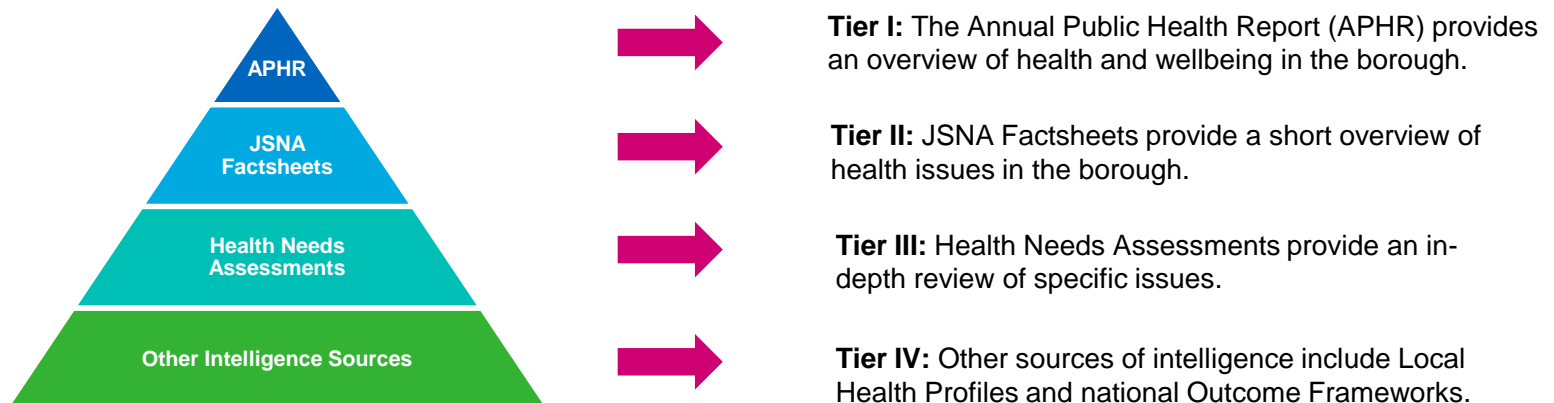 APHR
Tier I: The Annual Public Health Report (APHR) provides
an overview of health and wellbeing in the borough.
JSNA
Factsheets
Tier II: JSNA Factsheets provide a short overview of
health issues in the borough.
Health Needs
Assessments
Tier III: Health Needs Assessments provide an in-
depth review of specific issues.
Other Intelligence Sources
Tier IV: Other sources of intelligence include Local
Health Profiles and national Outcome Frameworks.